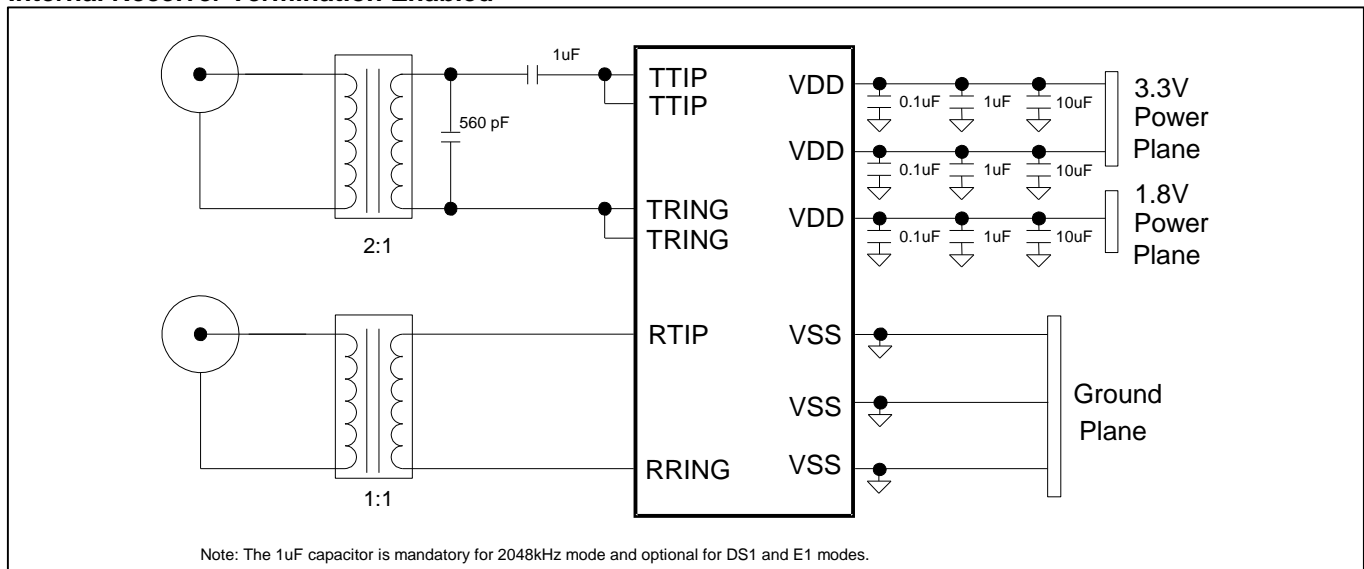 1uF
TTIP
TTIP
560 pF
TRING
TRING
2:1
RTIP
RRING
1:1
VDD
0.1uF
1uF
10uF
VDD
0.1uF
1uF
10uF
3.3V
Power
Plane
VDD
0.1uF
1uF
10uF
1.8V
Power
Plane
VSS
VSS
VSS
Ground
Plane
Note: The 1uF capacitor is mandatory for 2048kHz mode and optional for DS1 and E1 modes.